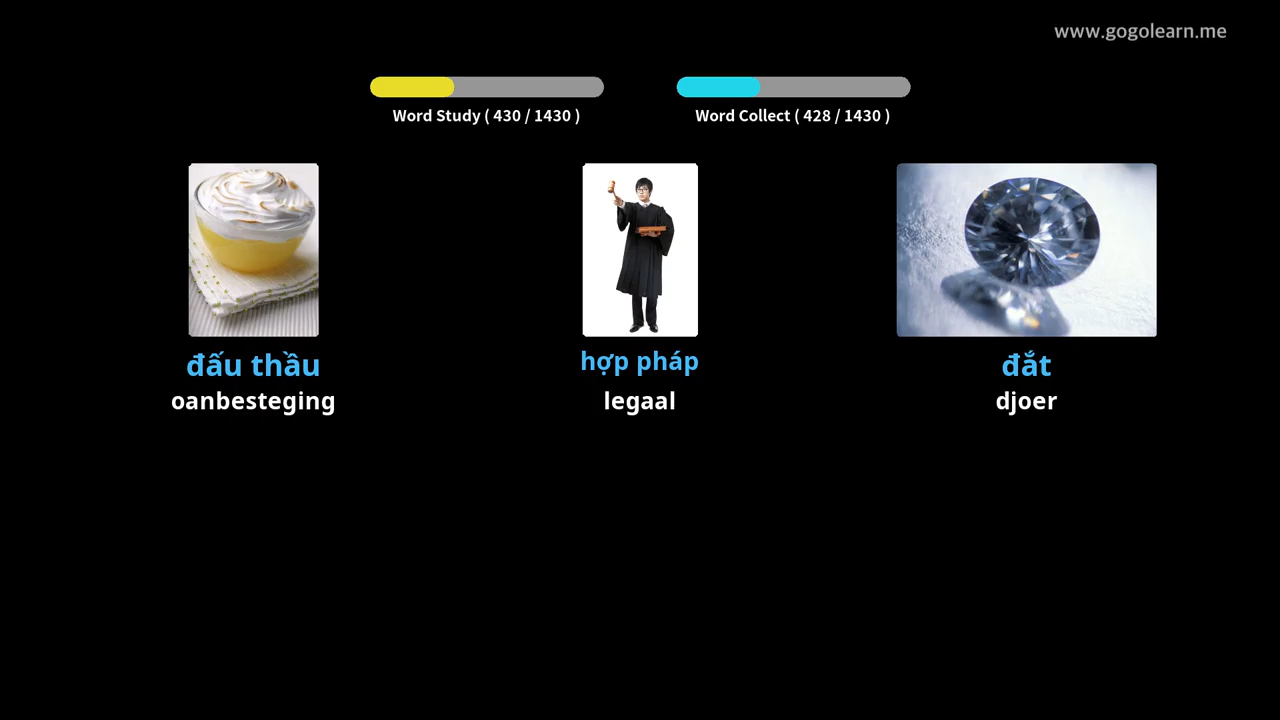 www.gogolearn.me
Word Study ( 430 / 1430 )
Word Collect ( 428 / 1430 )
đấu thầu
hợp pháp
đắt
oanbesteging
legaal
djoer